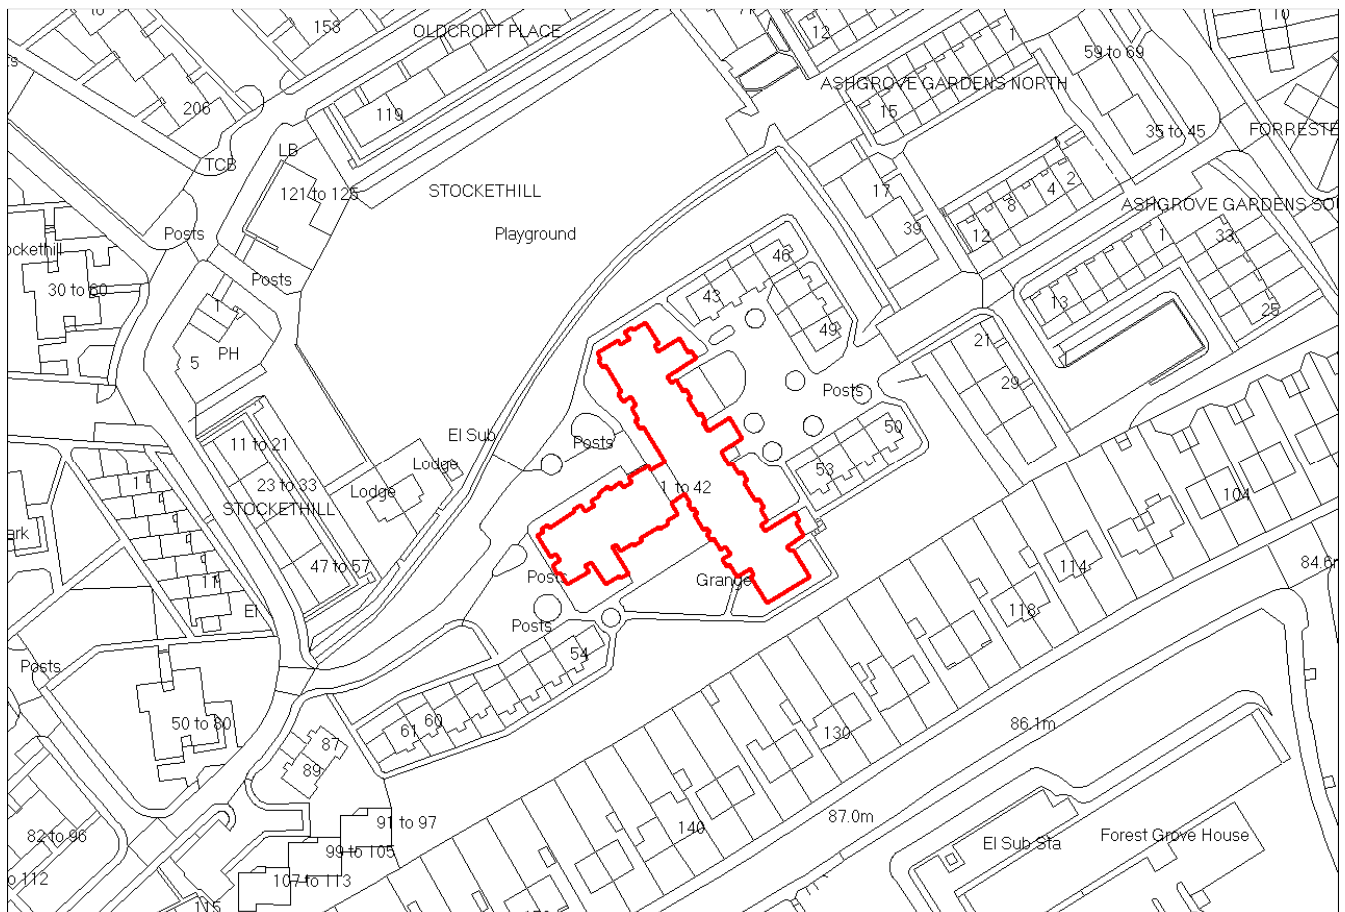 158
OLDCROFT PLACE
12
1
59 to 69
206
119
ASHGROVE GARDENS NORTH
15
35 to 45
FORRESTE
TCB
LB
121 to 125
STOCKETHILL
17
4
2
8
ASHGROVE GARDENS SOU
Posts
Playground
39
12
1
33
ockethill
30 to 60
Posts
46
43
13
25
1
49
21
PH
5
29
Posts
50
11 to 21
El Sub
Posts
53
Lodge
1
23 to 33
Lodge
1 to 42
104
STOCKETHILL
ark
47 to 57
Posts
Grange
114
84.6m
11
El
118
Posts
54
Posts
50 to 80
60
61
130
86.1m
87
89
91 to 97
140
87.0m
82 to 96
99 to 105
El Sub Sta
Forest Grove House
o 112
107 to 113
115